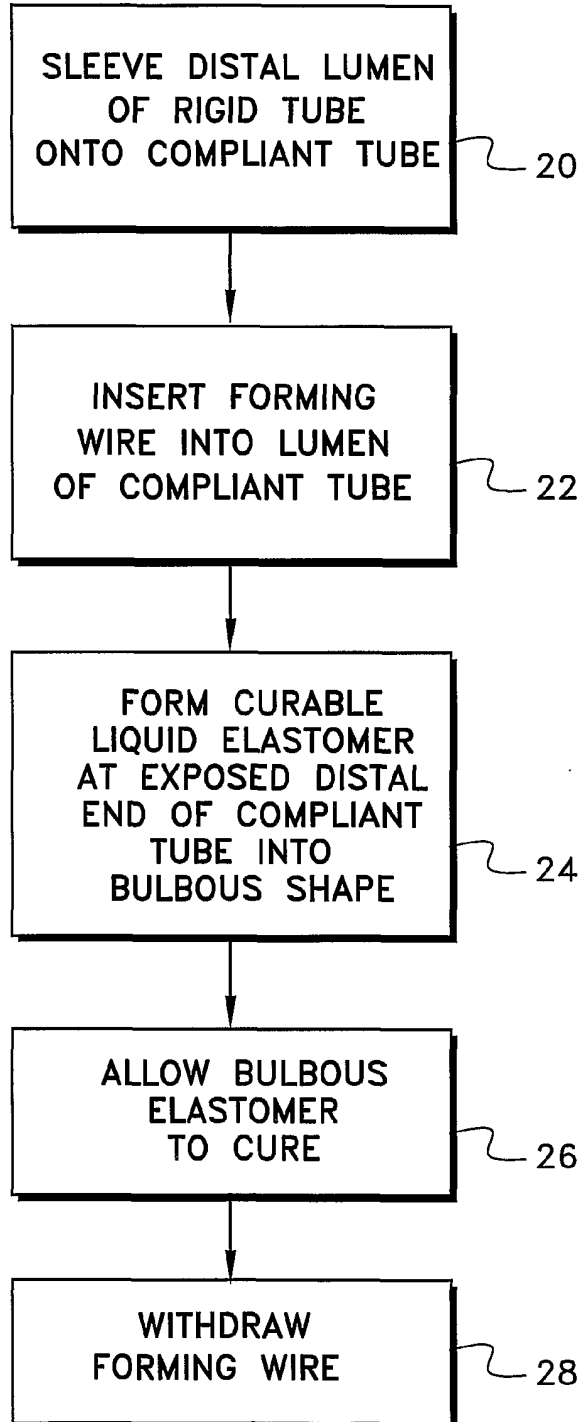 SLEEVE DISTAL LUMEN
OF RIGID TUBE
ONTO COMPLIANT TUBE
20
INSERT FORMING
WIRE INTO LUMEN
OF COMPLIANT TUBE
22
FORM CURABLE
LIQUID ELASTOMER
AT EXPOSED DISTAL
END OF COMPLIANT
TUBE INTO
BULBOUS SHAPE
24
ALLOW BULBOUS
ELASTOMER
TO CURE
26
WITHDRAW
FORMING WIRE
28